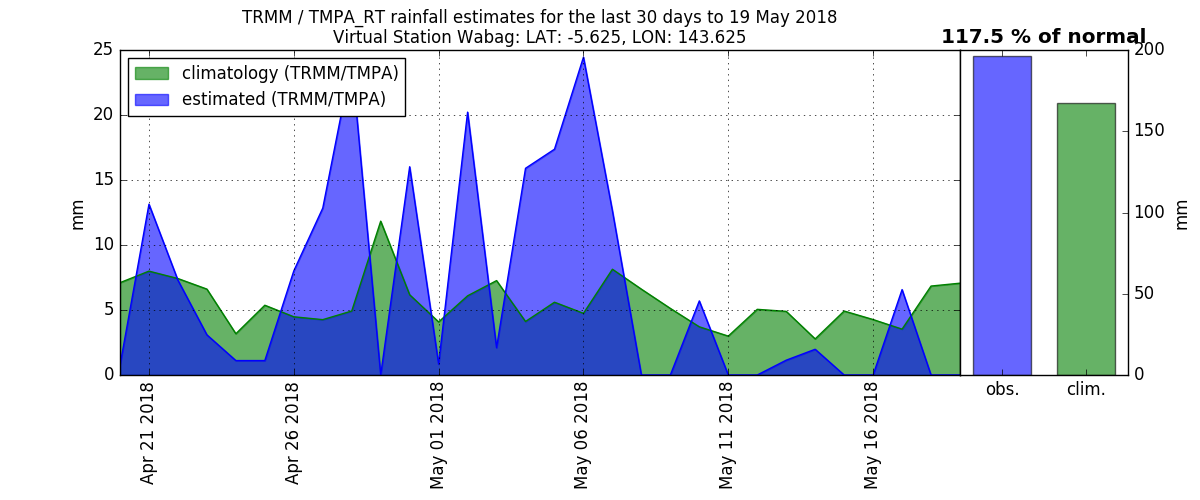 TRMM / TMPA_RT rainfall estimates for the last 30 days to 19 May 2018
Virtual Station Wabag: LAT: -5.625, LON: 143.625
117.5 % of normal
climatology (TRMM/TMPA)
estimated (TRMM/TMPA)
25
20
15
10
5
0
mm
200
150
100
50
0
mm
Apr 21 2018
Apr 26 2018
May 01 2018
May 06 2018
May 11 2018
May 16 2018
obs.
clim.